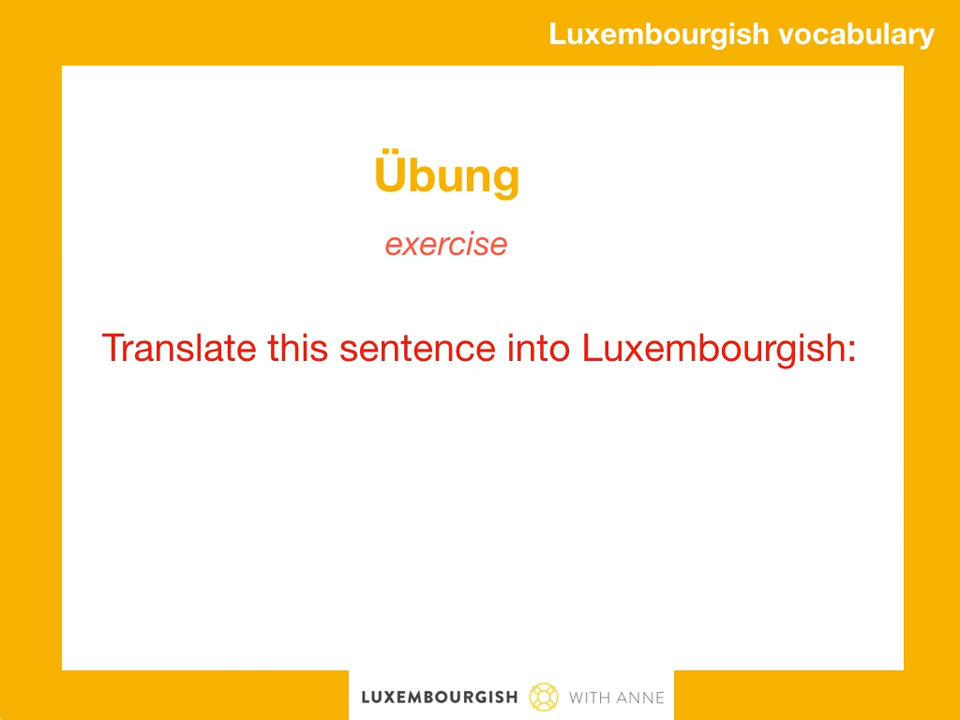 Luxembourgish vocabulary
Übung
exercise
Translate this sentence into Luxembourgish:
LUXEMBOURGISH WITH ANNE